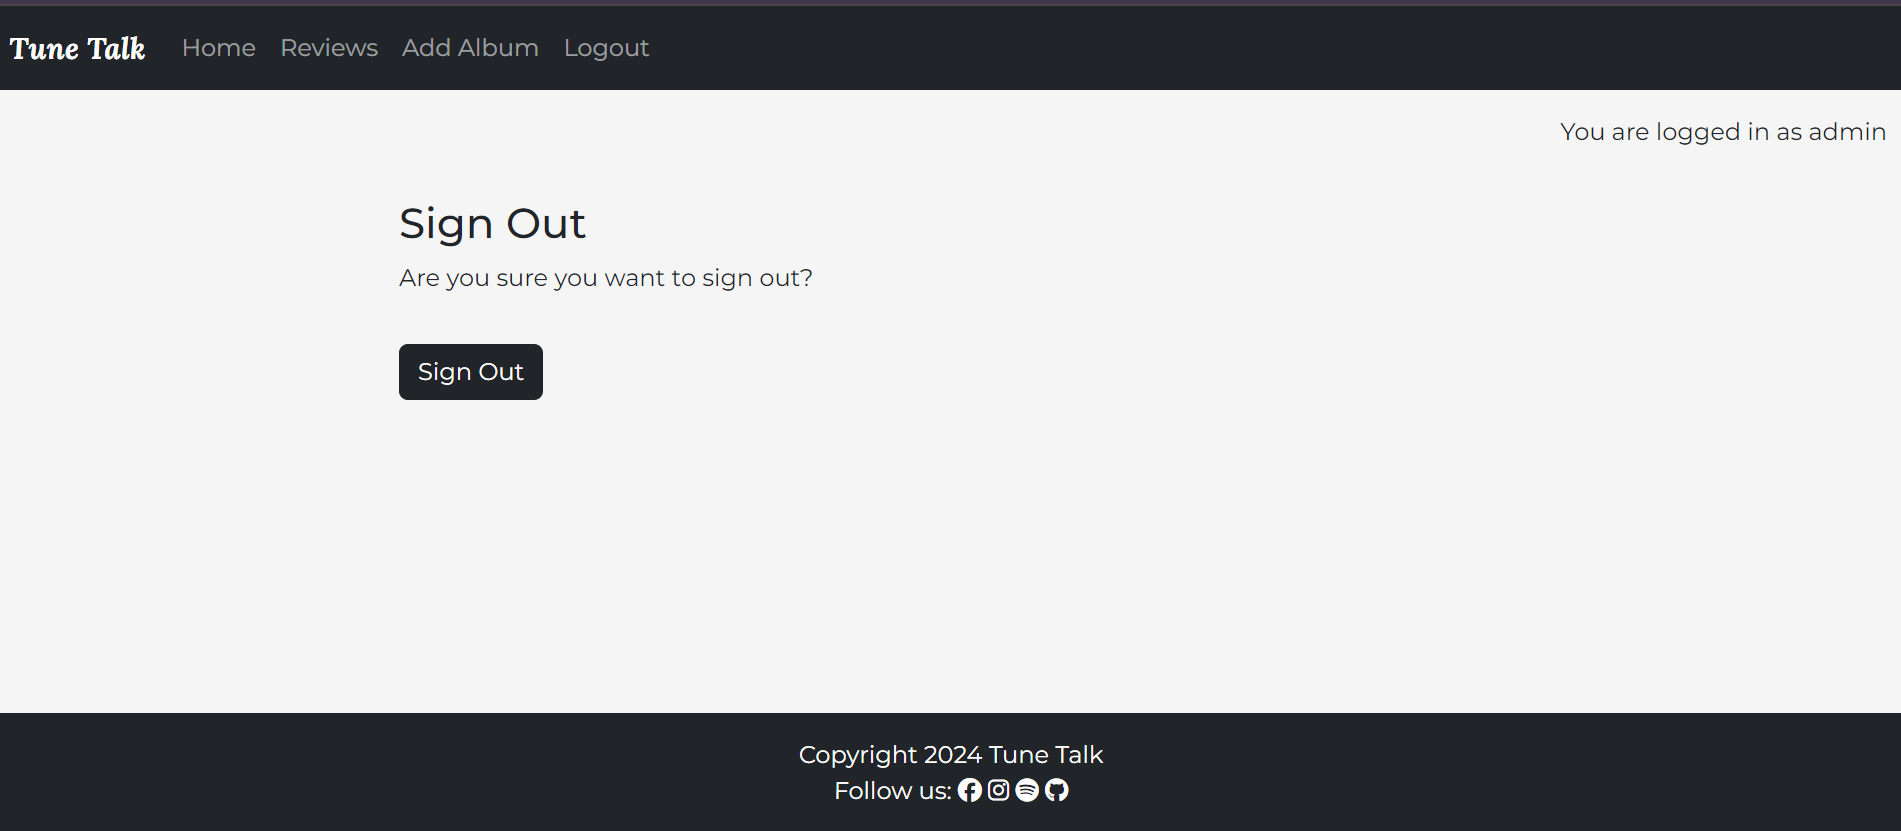 Tune Talk Home Reviews Add Album Logout
You are logged in as admin
Sign Out
Are you sure you want to sign out?
Sign Out
Copyright 2024 Tune Talk
Follow us: